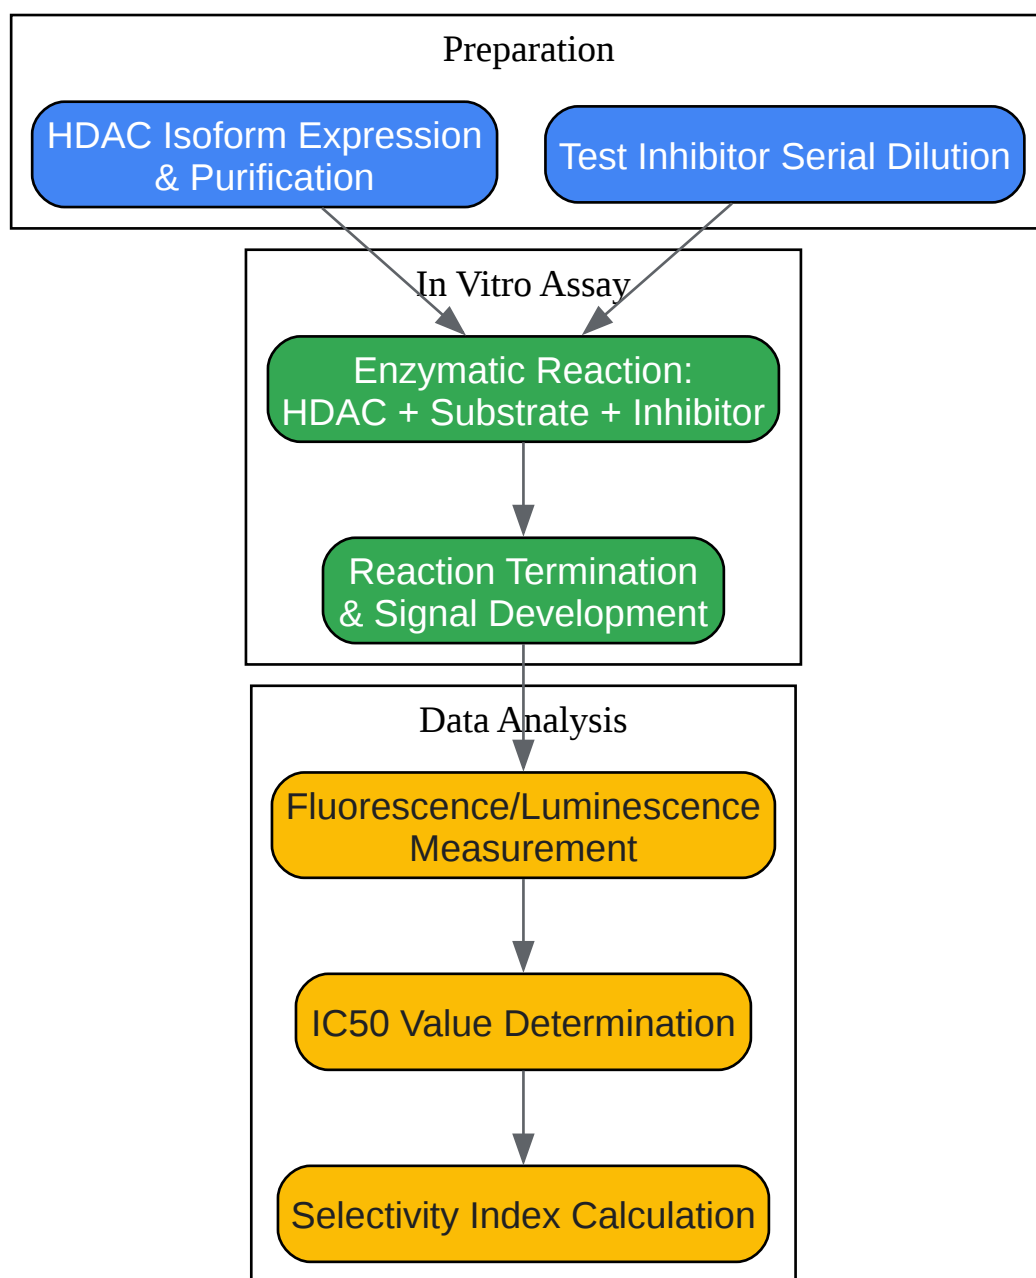 Preparation
HDAC Isoform Expression
& Purification
Test Inhibitor Serial Dilution
In Vitro Assay
Enzymatic Reaction:
HDAC + Substrate + Inhibitor
Reaction Termination
& Signal Development
Data Analysis
Fluorescence/Luminescence
Measurement
IC50 Value Determination
Selectivity Index Calculation